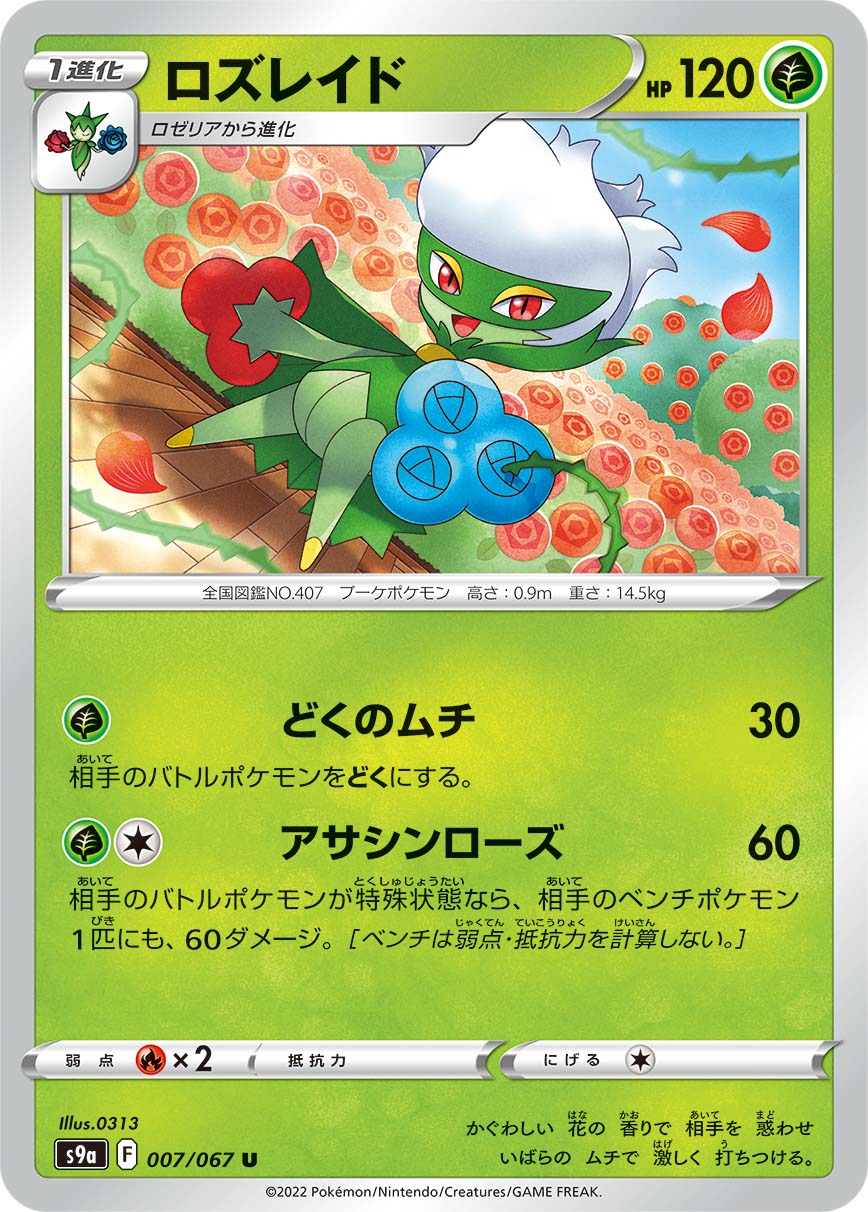 1進化 ロズレイド HP 120
ロゼリアから進化
全国図鑑NO.407 ブーケポケモン 高さ:0.9m 重さ:14.5kg
どくのムチ 30
相手のバトルポケモンをどくにする。
アサシンローズ 60
相手のバトルポケモンが特殊状態なら、相手のベンチポケモン
1匹にも、60ダメージ。[ベンチは弱点・抵抗力を計算しない。]
弱点 ×2 抵抗力 にげる
Illus.0313
かぐわしい 花の 香りで 相手を 惑わせ
いばらの ムチで 激しく 打ちつける。
s9a F 007/067 U
©2022 Pokémon/Nintendo/Creatures/GAME FREAK.